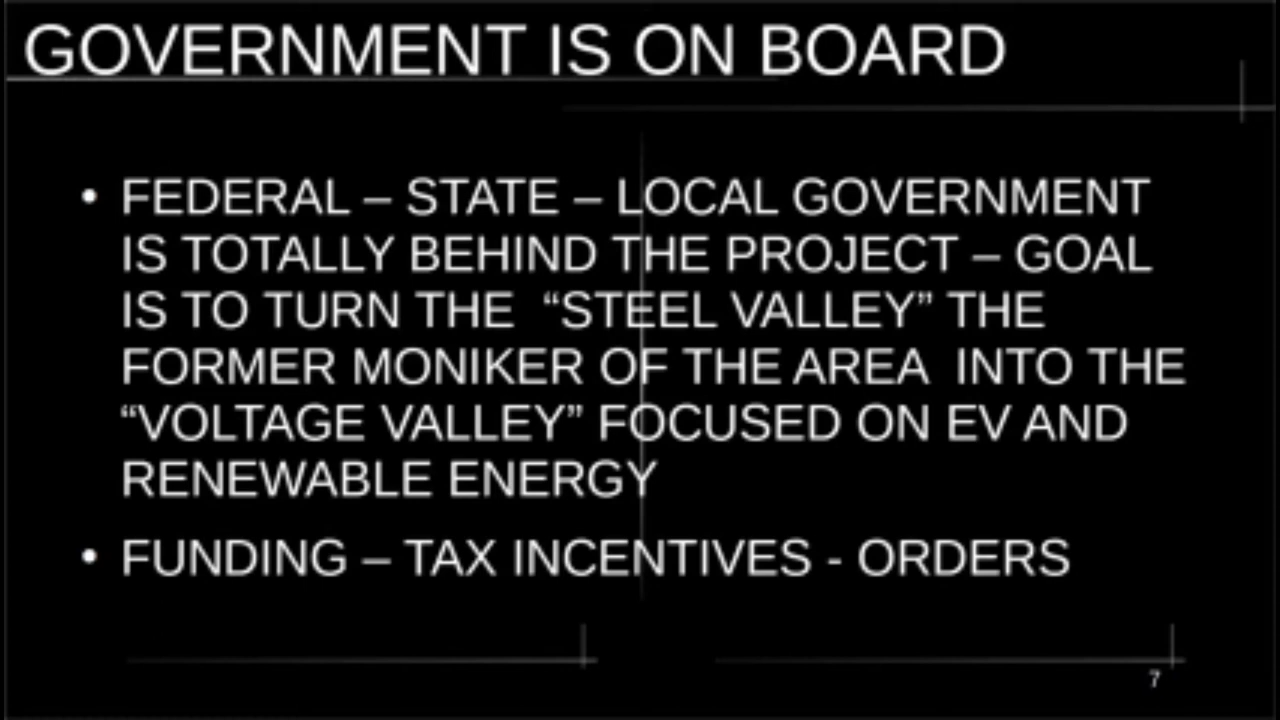 GOVERNMENT IS ON BOARD
• FEDERAL – STATE – LOCAL GOVERNMENT
IS TOTALLY BEHIND THE PROJECT – GOAL
IS TO TURN THE  “STEEL VALLEY” THE
FORMER MONIKER OF THE AREA  INTO THE
“VOLTAGE VALLEY” FOCUSED ON EV AND
RENEWABLE ENERGY
• FUNDING – TAX INCENTIVES - ORDERS
7